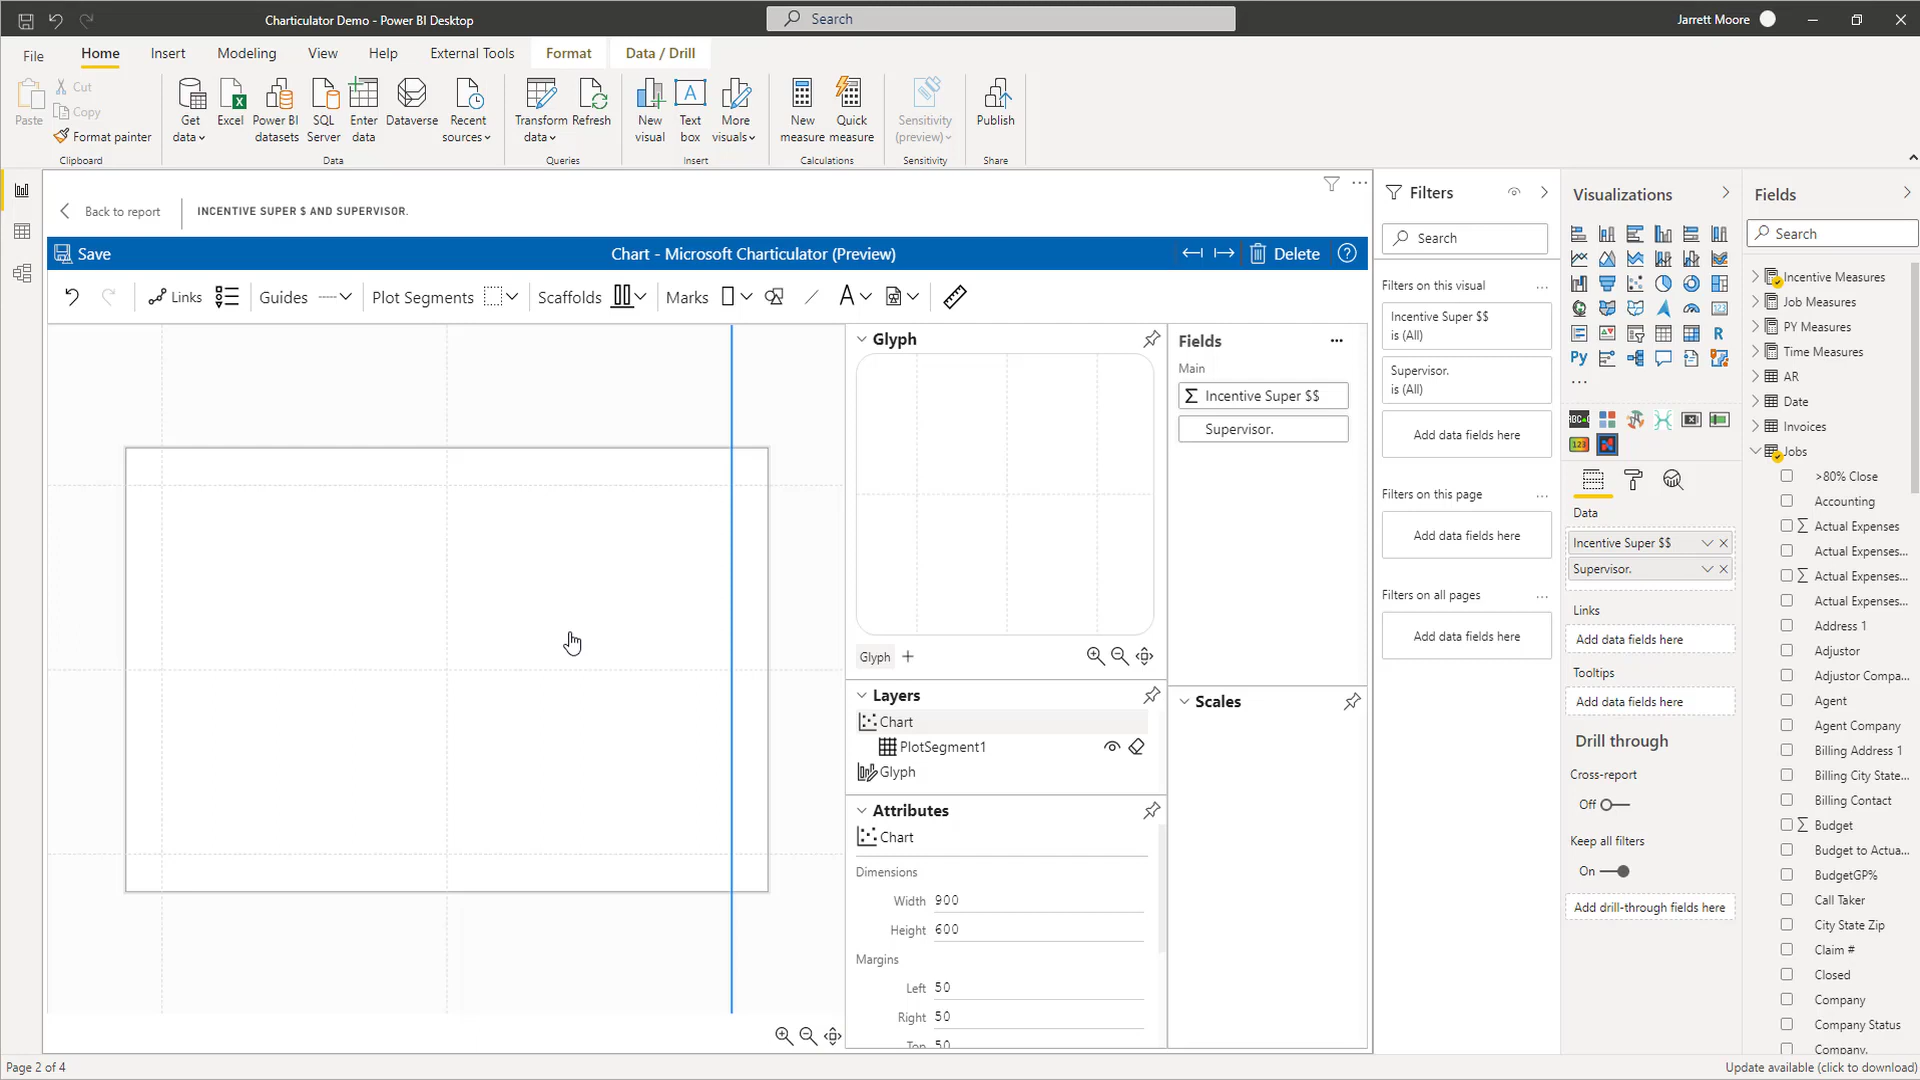 Charticulator Demo - Power BI Desktop
Search
Jarrett Moore
File
Home
Insert
Modeling
View
Help
External Tools
Format
Data / Drill
Paste
Cut
Copy
Format painter
Clipboard
Get data
Excel
Power BI datasets
SQL Server
Enter data
Dataverse
Recent sources
Data
Transform data
Refresh
Queries
New visual
Text box
More visuals
Insert
New measure
Quick measure
Calculations
Sensitivity (preview)
Sensitivity
Publish
Share
Back to report
INCENTIVE SUPER $ AND SUPERVISOR.
Save
Chart - Microsoft Charticulator (Preview)
Delete
Links
Guides
Plot Segments
Scaffolds
Marks
Glyph
Glyph
Layers
Chart
PlotSegment1
Glyph
Attributes
Chart
Dimensions
Width 900
Height 600
Margins
Left 50
Right 50
Top 50
Fields
Main
Incentive Super $$
Supervisor.
Scales
Filters
Search
Filters on this visual
Incentive Super $$
is (All)
Supervisor.
is (All)
Add data fields here
Filters on this page
Add data fields here
Filters on all pages
Add data fields here
Visualizations
R
Py
ABC
123
Data
Incentive Super $$
Supervisor.
Links
Add data fields here
Tooltips
Add data fields here
Drill through
Cross-report
Off
Keep all filters
On
Add drill-through fields here
Fields
Search
Incentive Measures
Job Measures
PY Measures
Time Measures
AR
Date
Invoices
Jobs
>80% Close
Accounting
Actual Expenses
Actual Expenses...
Actual Expenses...
Actual Expenses...
Address 1
Adjustor
Adjustor Compa...
Agent
Agent Company
Billing Address 1
Billing City State...
Billing Contact
Budget
Budget to Actua...
BudgetGP%
Call Taker
City State Zip
Claim #
Closed
Company
Company Status
Company.
Page 2 of 4
Update available (click to download)